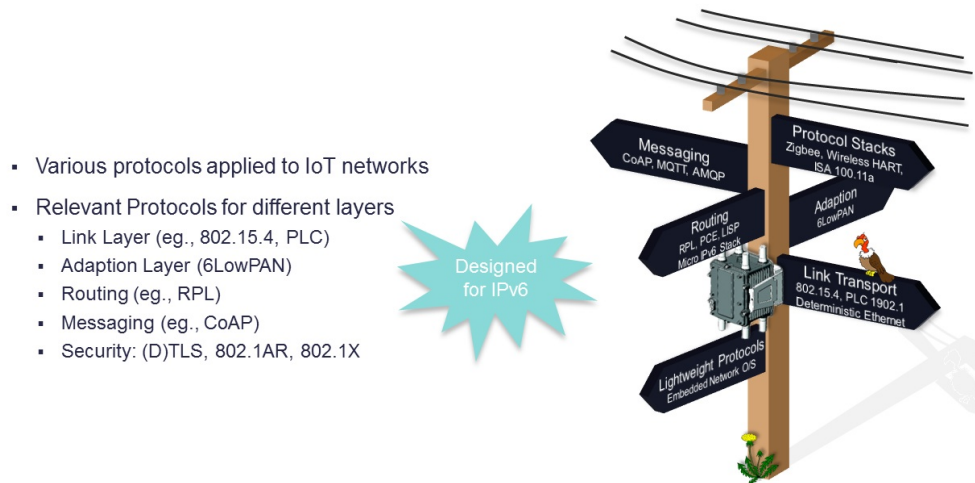 Various protocols applied to IoT networks
Relevant Protocols for different layers
Link Layer (eg., 802.15.4, PLC)
Adaption Layer (6LowPAN)
Routing (eg., RPL)
Messaging (eg., CoAP)
Security: (D)TLS, 802.1AR, 802.1X
Designed
for IPv6
Messaging
CoAP, MQTT, AMQP
Protocol Stacks
Zigbee, Wireless HART,
ISA 100.11a
Routing
RPL, PCE, LISP
Micro IPv6 Stack
Adaption
6LowPAN
Link Transport
802.15.4, PLC 1902.1
Deterministic Ethernet
Lightweight Protocols
Embedded Network O/S